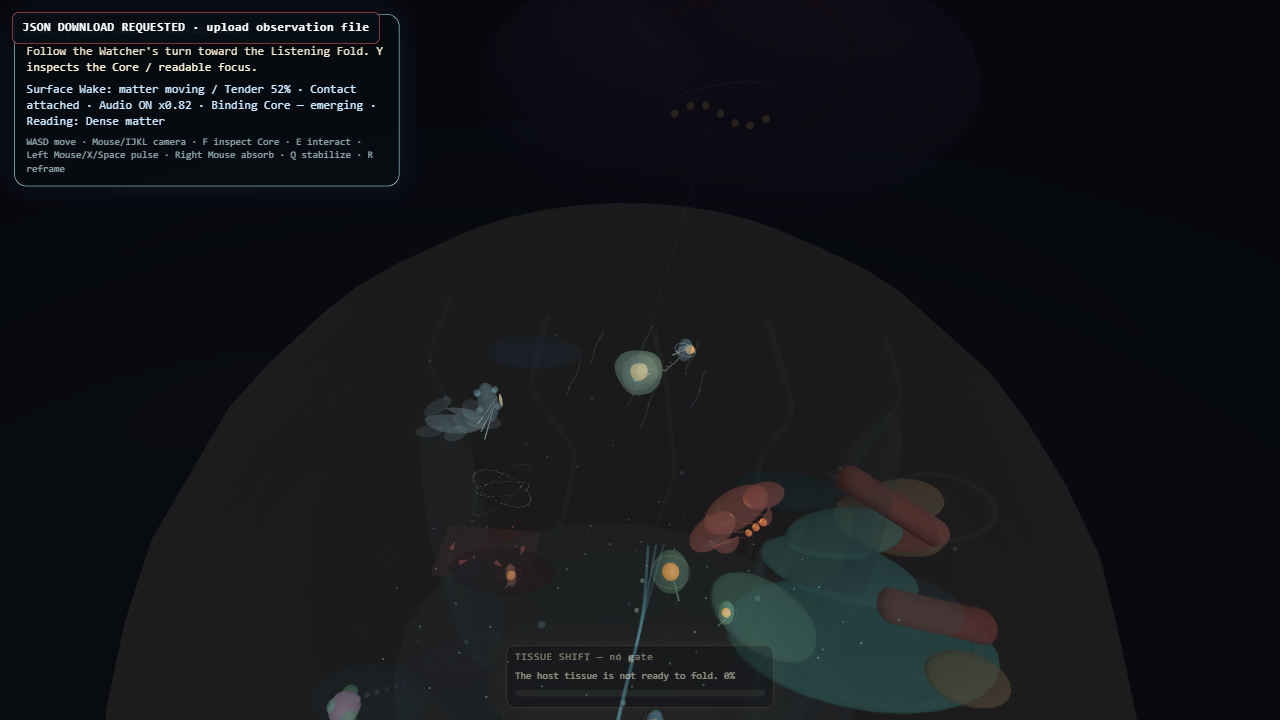 JSON DOWNLOAD REQUESTED · upload observation file
Follow the Watcher's turn toward the Listening Fold. Y
inspects the Core / readable focus.
Surface Wake: matter moving / Tender 52% · Contact
attached · Audio ON x0.82 · Binding Core — emerging ·
Reading: Dense matter
WASD move · Mouse/IJKL camera · F inspect Core · E interact ·
Left Mouse/X/Space pulse · Right Mouse absorb · Q stabilize · R
reframe
TISSUE SHIFT — no gate
The host tissue is not ready to fold. 0%